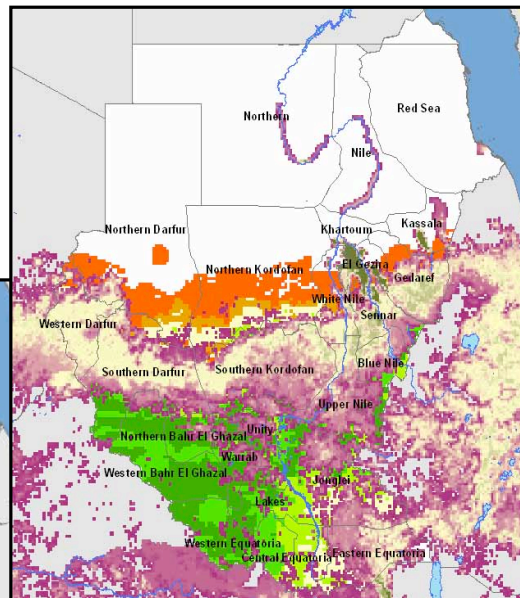 Red Sea
Northern
Nile
Northern Darfur
Khartoum
Kassala
El Gezira
Northern Kordofan
Gedaref
White Nile
Sennar
Western Darfur
Blue Nile
Southern Darfur
Southern Kordofan
Upper Nile
Unity
Northern Bahr El Ghazal
Warrab
Western Bahr El Ghazal
Jonglei
Lakes
Western Equatoria
Central Equatoria
Eastern Equatoria